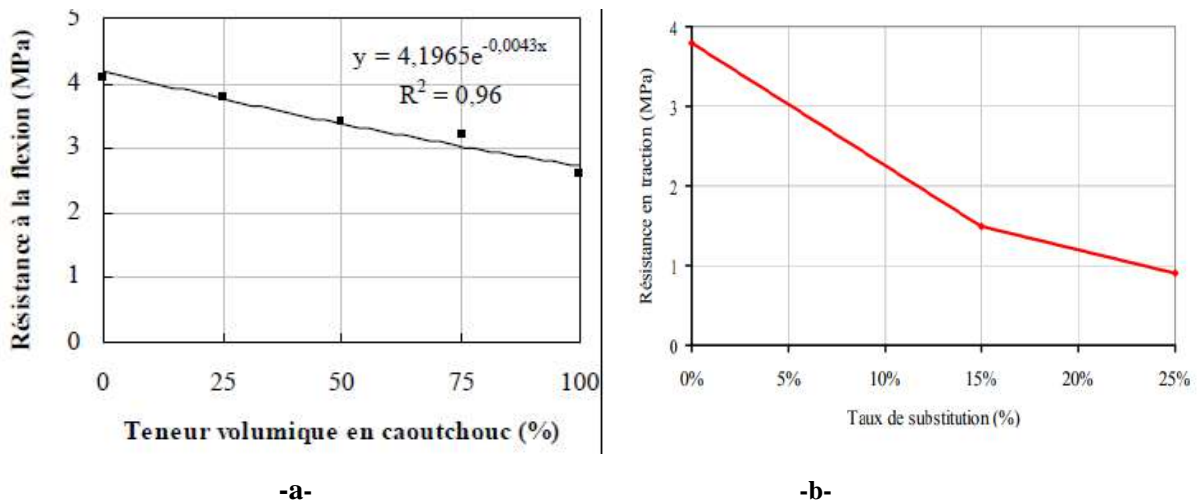 5
4
3
2
1
0
y = 4,1965e^-0,0043x
R^2 = 0,96
0 25 50 75 100
Résistance à la flexion (MPa)
Teneur volumique en caoutchouc (%)
-a-
4
3
2
1
0
0% 5% 10% 15% 20% 25%
Résistance en traction (MPa)
Taux de substitution (%)
-b-